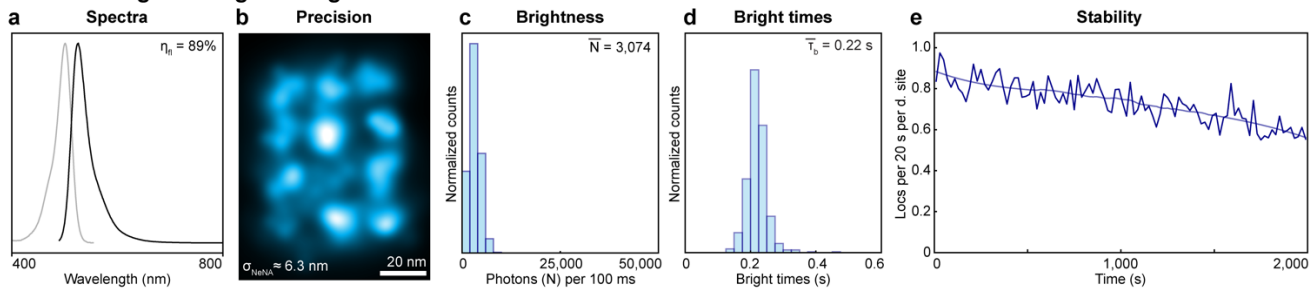 a Spectra
η_fl = 89%
400 800
Wavelength (nm)
b Precision
σ_NeNA ≈ 6.3 nm
20 nm
c Brightness
N̅ = 3,074
Normalized counts
0 25,000 50,000
Photons (N) per 100 ms
d Bright times
τ̅_b = 0.22 s
Normalized counts
0 0.2 0.4 0.6
Bright times (s)
e Stability
Locs per 20 s per d. site
1
0.8
0.6
0.4
0.2
0
0 1,000 2,000
Time (s)